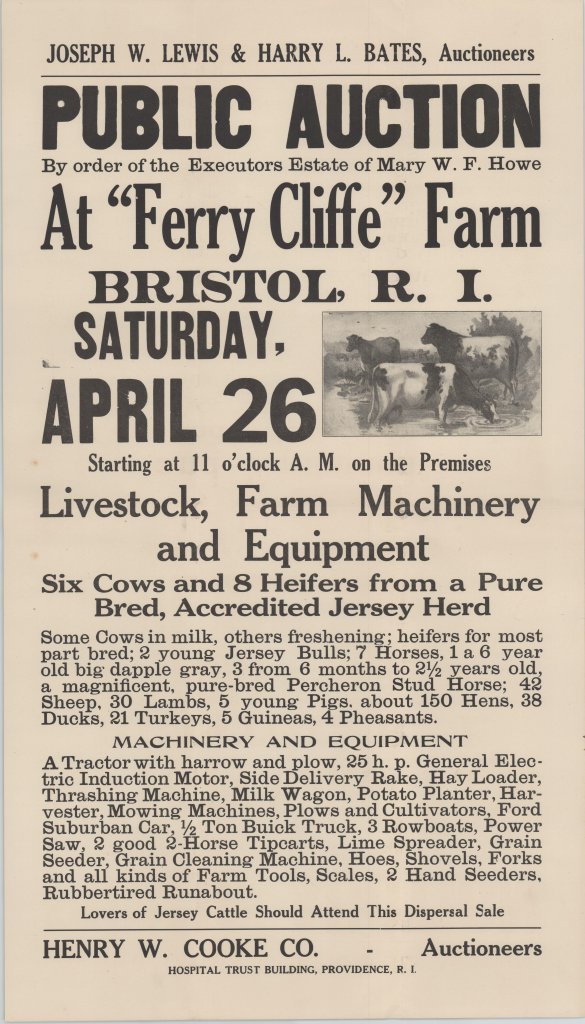 JOSEPH W. LEWIS & HARRY L. BATES, Auctioneers
PUBLIC AUCTION
By order of the Executors Estate of Mary W. F. Howe
At "Ferry Cliffe" Farm
BRISTOL, R. I.
SATURDAY,
APRIL 26
Starting at 11 o'clock A. M. on the Premises
Livestock, Farm Machinery
and Equipment
Six Cows and 8 Heifers from a Pure
Bred, Accredited Jersey Herd
Some Cows in milk, others freshening; heifers for most
part bred; 2 young Jersey Bulls; 7 Horses, 1 a 6 year
old big dapple gray, 3 from 6 months to 2½ years old,
a magnificent, pure-bred Percheron Stud Horse; 42
Sheep, 30 Lambs, 5 young Pigs, about 150 Hens, 38
Ducks, 21 Turkeys, 5 Guineas, 4 Pheasants.
MACHINERY AND EQUIPMENT
A Tractor with harrow and plow, 25 h. p. General Elec-
tric Induction Motor, Side Delivery Rake, Hay Loader,
Thrashing Machine, Milk Wagon, Potato Planter, Har-
vester, Mowing Machines, Plows and Cultivators, Ford
Suburban Car, ½ Ton Buick Truck, 3 Rowboats, Power
Saw, 2 good 2-Horse Tipcarts, Lime Spreader, Grain
Seeder, Grain Cleaning Machine, Hoes, Shovels, Forks
and all kinds of Farm Tools, Scales, 2 Hand Seeders,
Rubbertired Runabout.
Lovers of Jersey Cattle Should Attend This Dispersal Sale
HENRY W. COOKE CO. - Auctioneers
HOSPITAL TRUST BUILDING, PROVIDENCE, R. I.